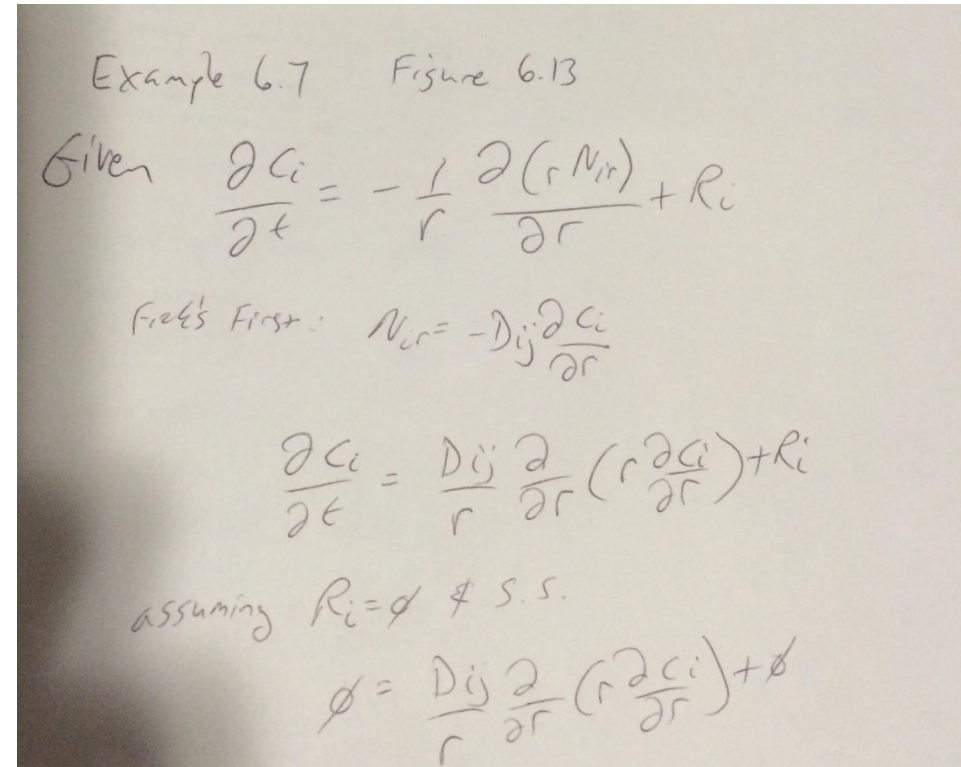 Example 6.7 Figure 6.13
Given ∂Ci/∂t = - 1/r ∂(r Nir)/∂r + Ri
Fick's First: Nir = -Dij ∂Ci/∂r
∂Ci/∂t = Dij/r ∂/∂r (r ∂Ci/∂r) + Ri
assuming Ri = ∅ & S.S.
∅ = Dij/r ∂/∂r (r ∂Ci/∂r) + ∅